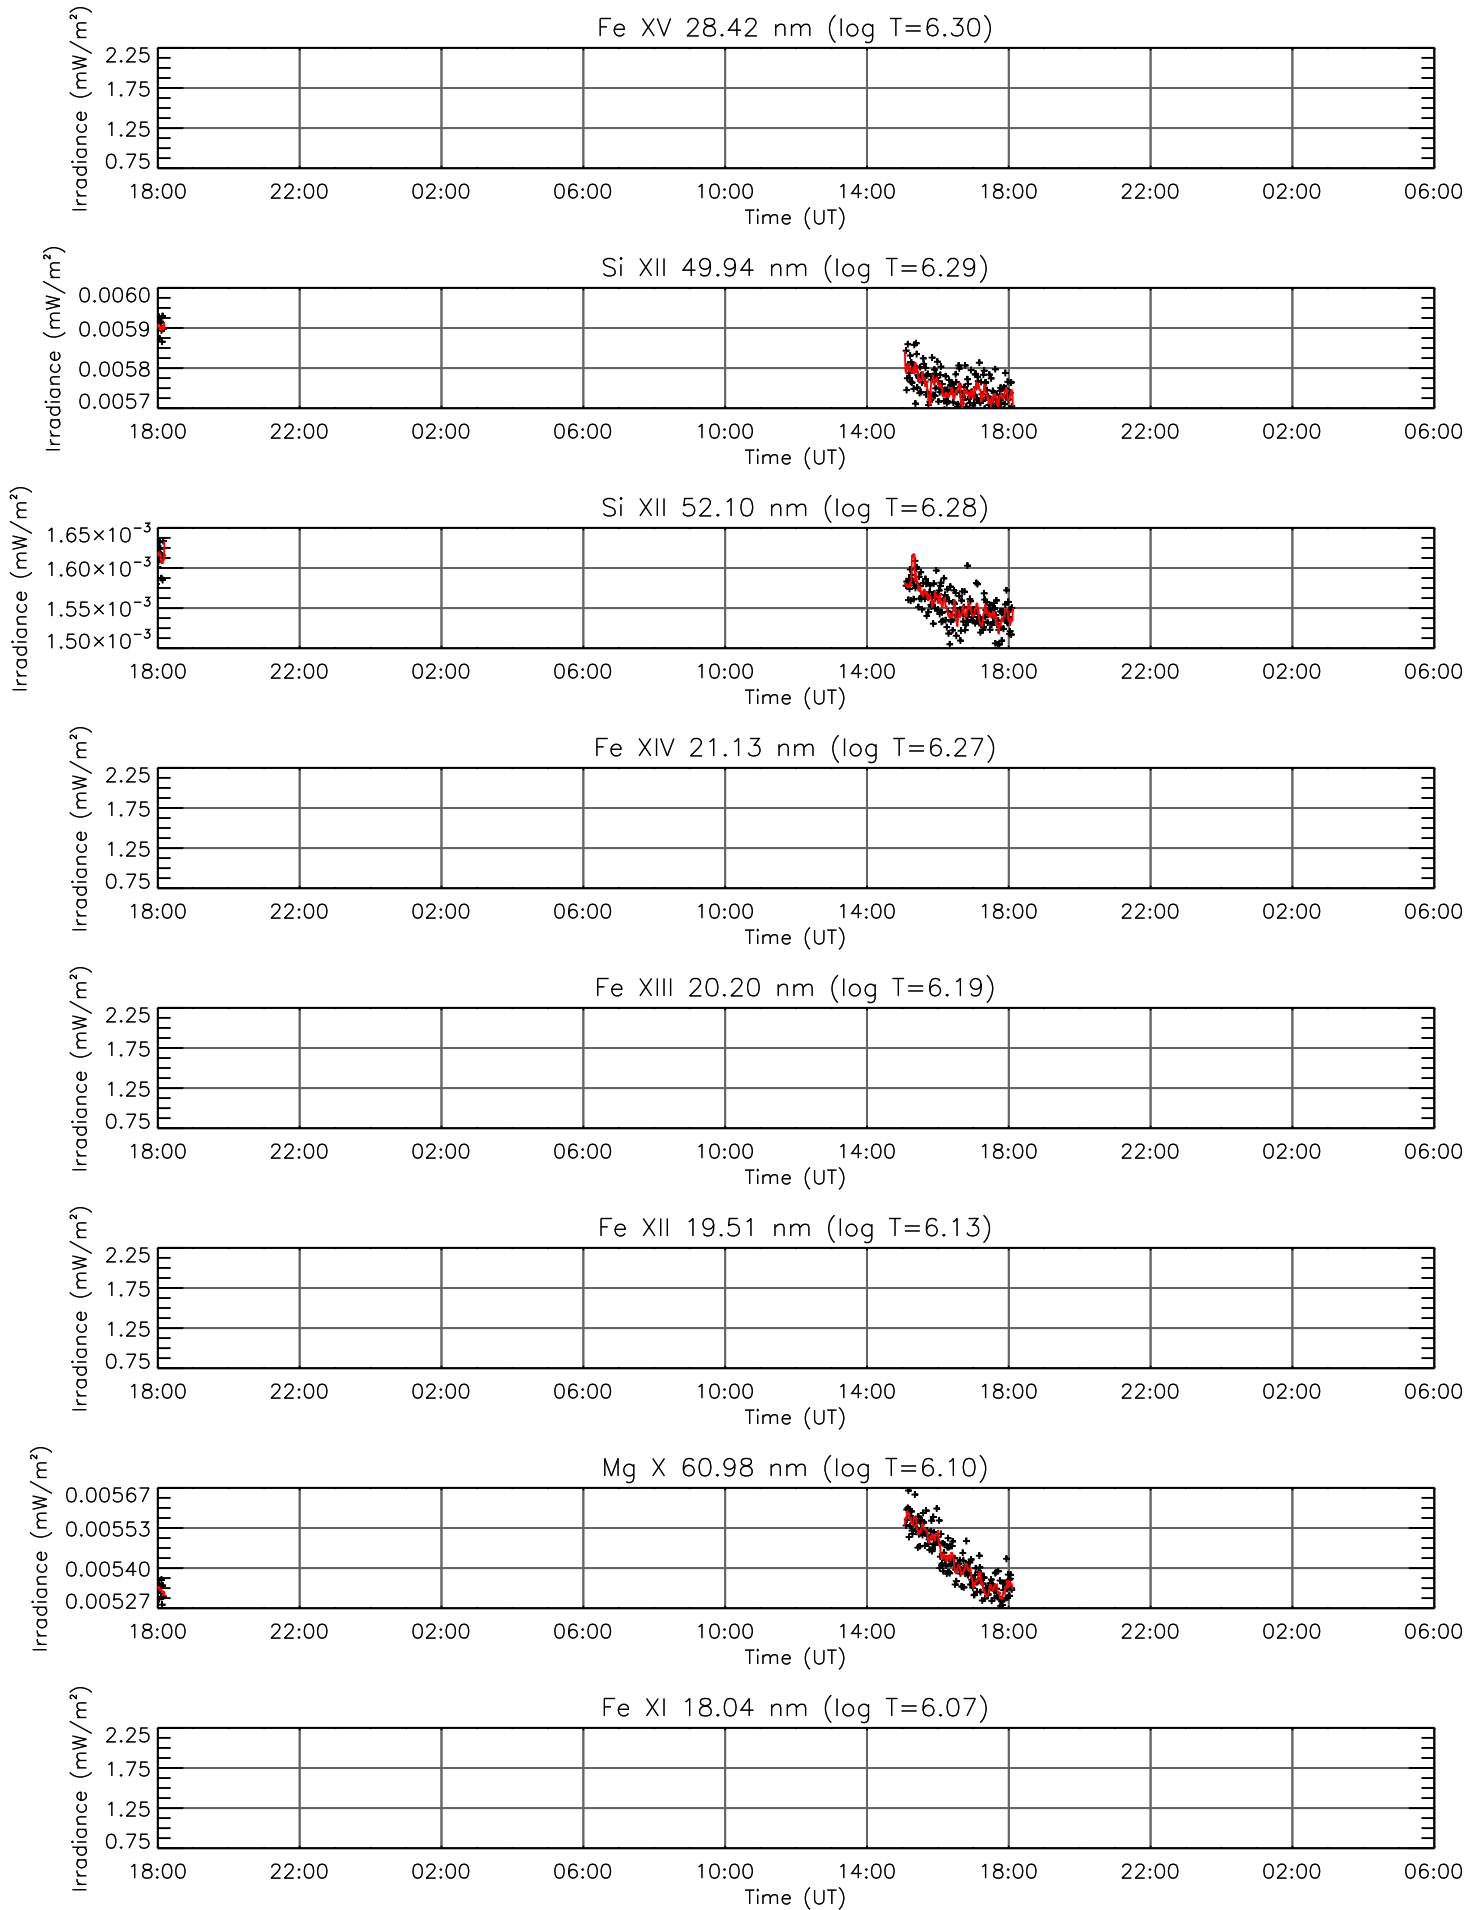 Fe XV 28.42 nm (log T=6.30)
Irradiance (mW/m²)
2.25
1.75
1.25
0.75
18:00 22:00 02:00 06:00 10:00 14:00 18:00 22:00 02:00 06:00
Time (UT)
Si XII 49.94 nm (log T=6.29)
Irradiance (mW/m²)
0.0060
0.0059
0.0058
0.0057
18:00 22:00 02:00 06:00 10:00 14:00 18:00 22:00 02:00 06:00
Time (UT)
Si XII 52.10 nm (log T=6.28)
Irradiance (mW/m²)
1.65×10⁻³
1.60×10⁻³
1.55×10⁻³
1.50×10⁻³
18:00 22:00 02:00 06:00 10:00 14:00 18:00 22:00 02:00 06:00
Time (UT)
Fe XIV 21.13 nm (log T=6.27)
Irradiance (mW/m²)
2.25
1.75
1.25
0.75
18:00 22:00 02:00 06:00 10:00 14:00 18:00 22:00 02:00 06:00
Time (UT)
Fe XIII 20.20 nm (log T=6.19)
Irradiance (mW/m²)
2.25
1.75
1.25
0.75
18:00 22:00 02:00 06:00 10:00 14:00 18:00 22:00 02:00 06:00
Time (UT)
Fe XII 19.51 nm (log T=6.13)
Irradiance (mW/m²)
2.25
1.75
1.25
0.75
18:00 22:00 02:00 06:00 10:00 14:00 18:00 22:00 02:00 06:00
Time (UT)
Mg X 60.98 nm (log T=6.10)
Irradiance (mW/m²)
0.00567
0.00553
0.00540
0.00527
18:00 22:00 02:00 06:00 10:00 14:00 18:00 22:00 02:00 06:00
Time (UT)
Fe XI 18.04 nm (log T=6.07)
Irradiance (mW/m²)
2.25
1.75
1.25
0.75
18:00 22:00 02:00 06:00 10:00 14:00 18:00 22:00 02:00 06:00
Time (UT)